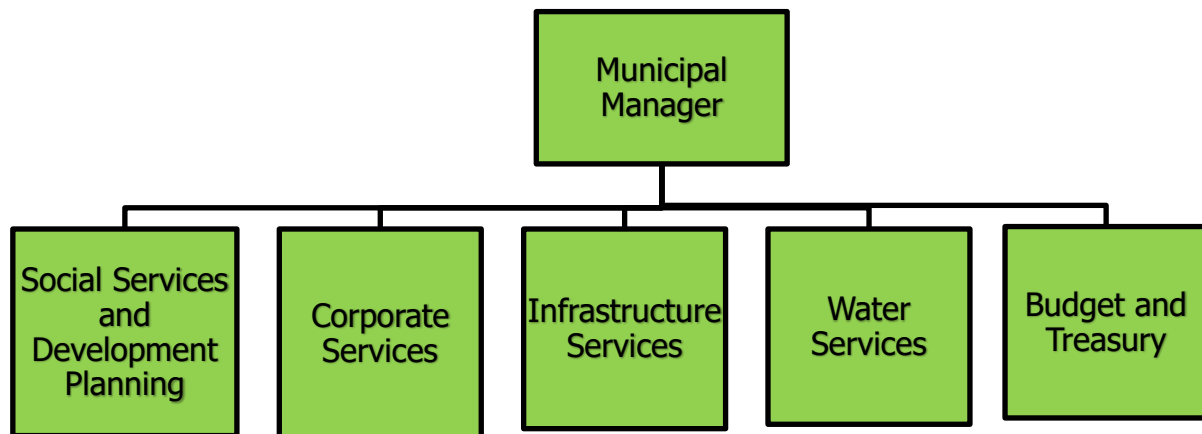 Municipal
Manager
Social Services
and
Development
Planning
Corporate
Services
Infrastructure
Services
Water
Services
Budget and
Treasury